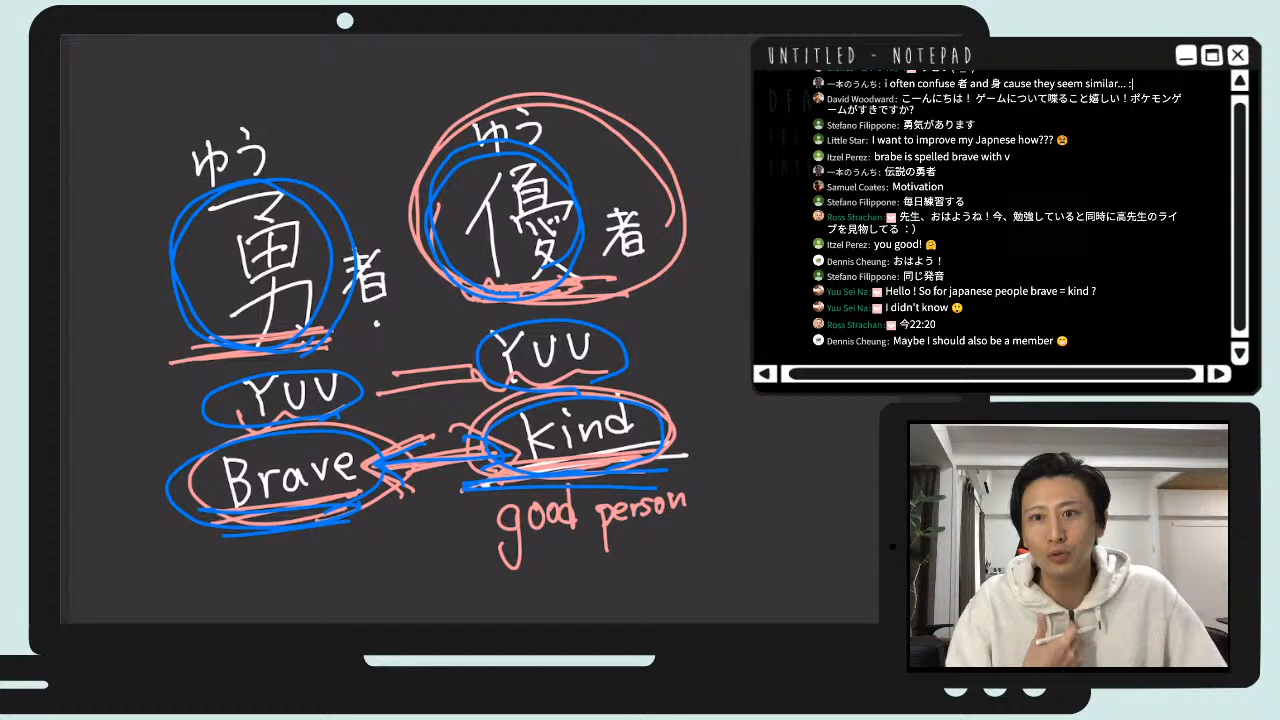 ゆう
勇者
YUU
Brave
ゆう
優者
YUU
Kind
good person
UNTITLED - NOTEPAD
一本のうんち: i often confuse 者 and 身 cause they seem similar... :|
David Woodward: こーんにちは！ ゲームについて喋ること嬉しい！ポケモンゲ
ームがすきですか?
Stefano Filippone: 勇気があります
Little Star: I want to improve my Japnese how??? 😫
Itzel Perez: brabe is spelled brave with v
一本のうんち: 伝説の勇者
Samuel Coates: Motivation
Stefano Filippone: 毎日練習する
Ross Strachan: 先生、おはようね！今、勉強していると同時に高先生のライ
ブを見物してる ：）
Itzel Perez: you good! 🤗
Dennis Cheung: おはよう！
Stefano Filippone: 同じ発音
Yuu Sei Na: Hello ! So for japanese people brave = kind ?
Yuu Sei Na: I didn't know 😲
Ross Strachan: 今22:20
Dennis Cheung: Maybe I should also be a member 😁